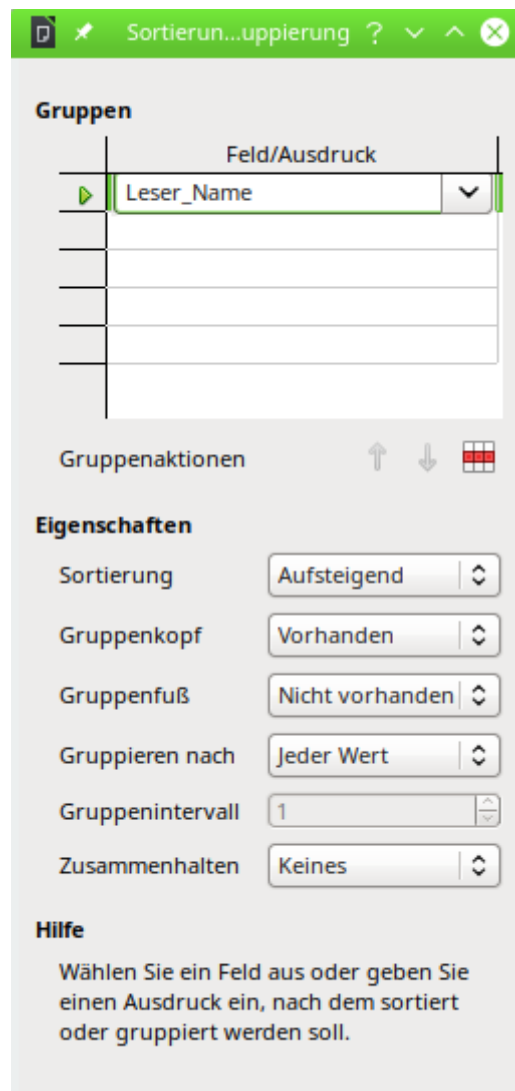 Sortierun...uppierung ?
Gruppen
Feld/Ausdruck
Leser_Name
Gruppenaktionen
Eigenschaften
Sortierung Aufsteigend
Gruppenkopf Vorhanden
Gruppenfuß Nicht vorhanden
Gruppieren nach Jeder Wert
Gruppenintervall 1
Zusammenhalten Keines
Hilfe
Wählen Sie ein Feld aus oder geben Sie
einen Ausdruck ein, nach dem sortiert
oder gruppiert werden soll.